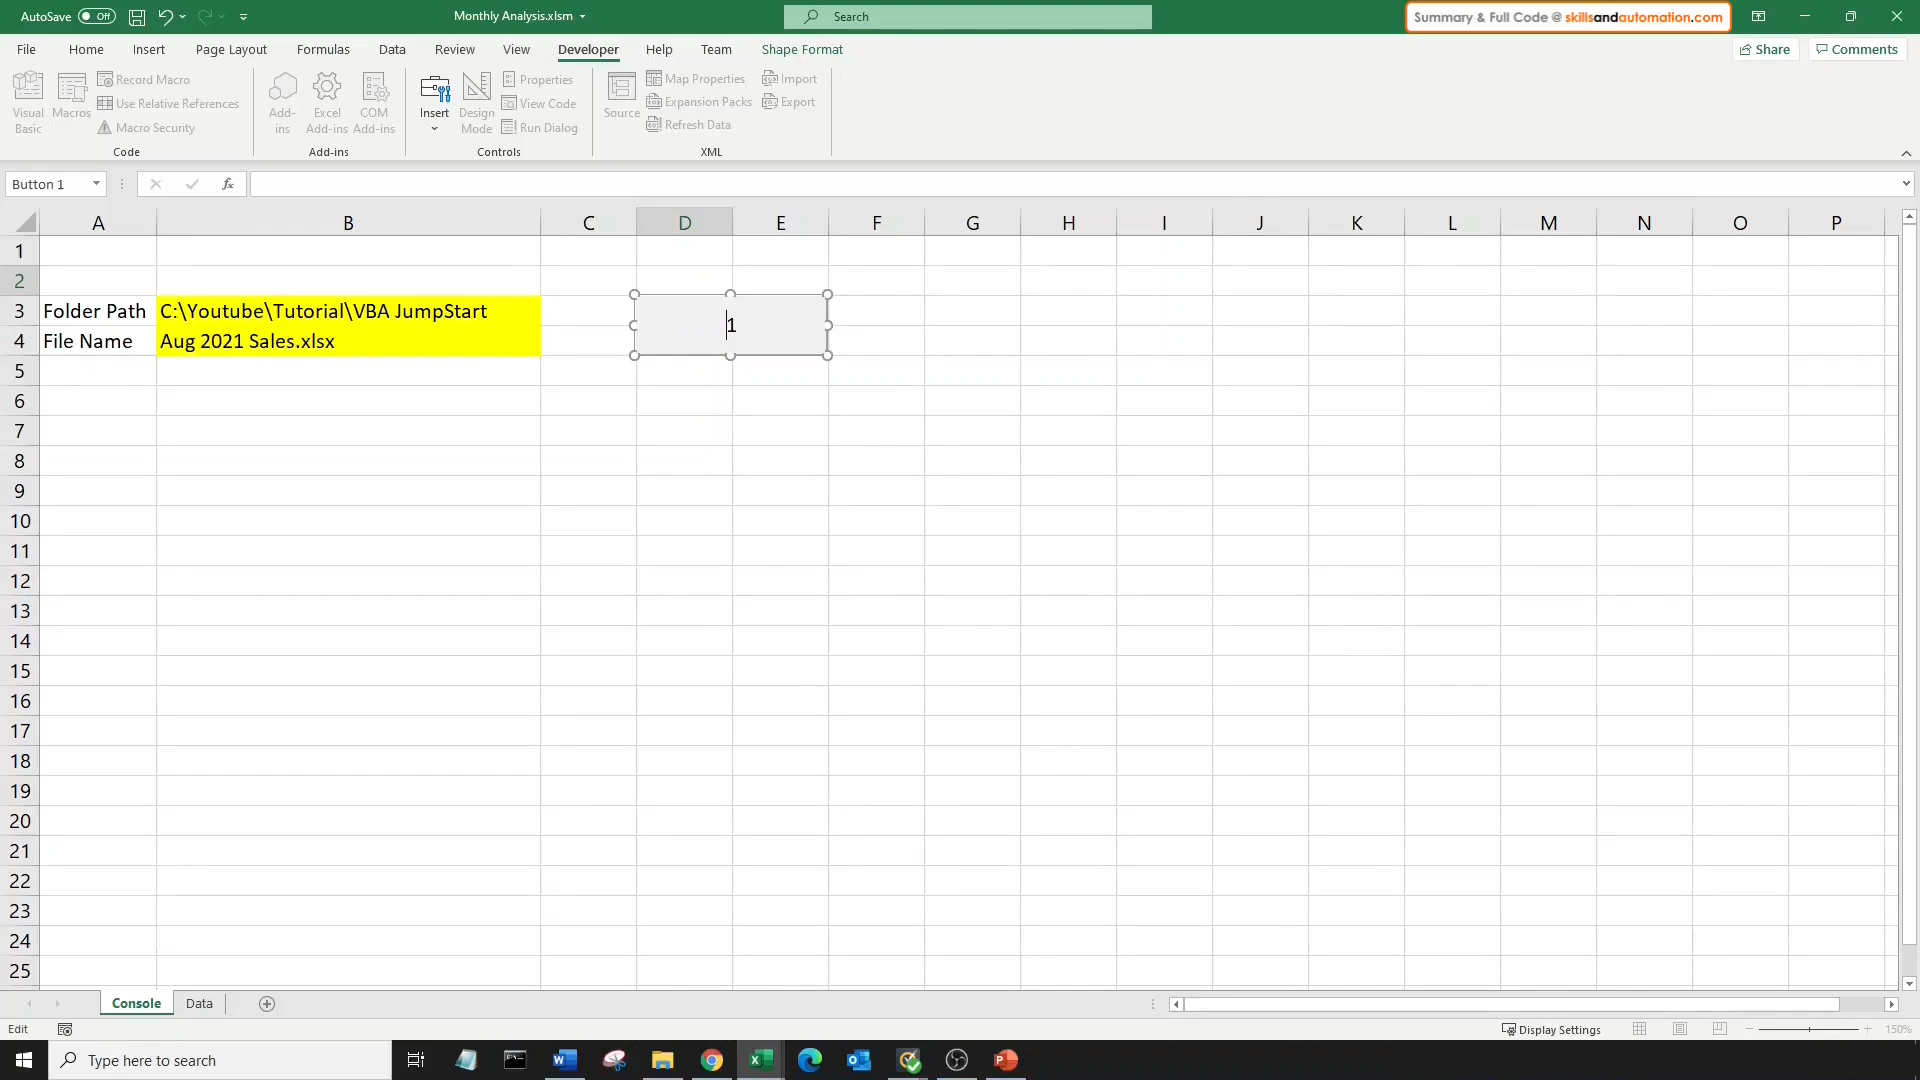 AutoSave Off
Monthly Analysis.xlsm
Search
Summary & Full Code @ skillsandautomation.com
File Home Insert Page Layout Formulas Data Review View Developer Help Team Shape Format
Share Comments
Visual Basic
Macros
Record Macro
Use Relative References
Macro Security
Code
Add-ins
Excel Add-ins
COM Add-ins
Add-ins
Insert
Design Mode
Properties
View Code
Run Dialog
Controls
Source
Map Properties
Expansion Packs
Refresh Data
Import
Export
XML
Button 1
fx
A B C D E F G H I J K L M N O P
1
2
3 Folder Path C:\Youtube\Tutorial\VBA JumpStart
1
4 File Name Aug 2021 Sales.xlsx
5
6
7
8
9
10
11
12
13
14
15
16
17
18
19
20
21
22
23
24
25
Console Data
Edit
Display Settings
150%
Type here to search